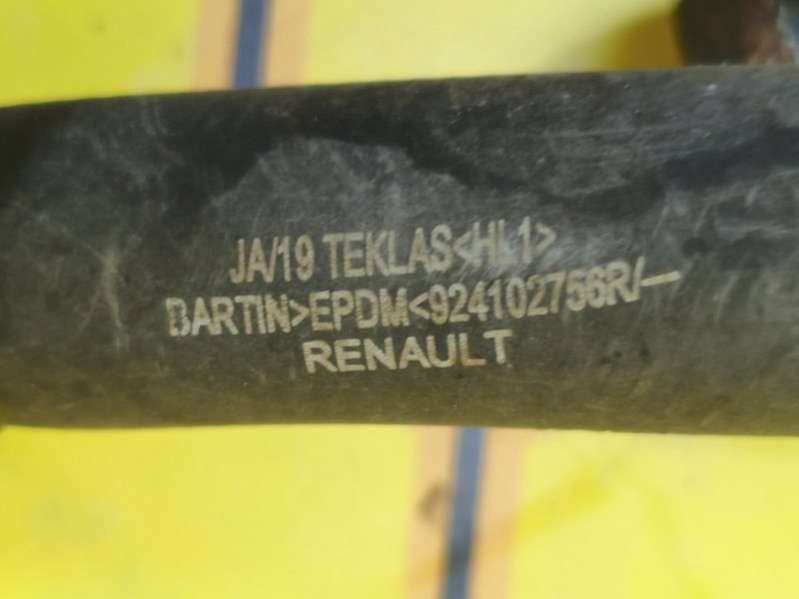 JA/19 TEKLAS<HL1>
BARTIN>EPDM<924102756R/—
RENAULT